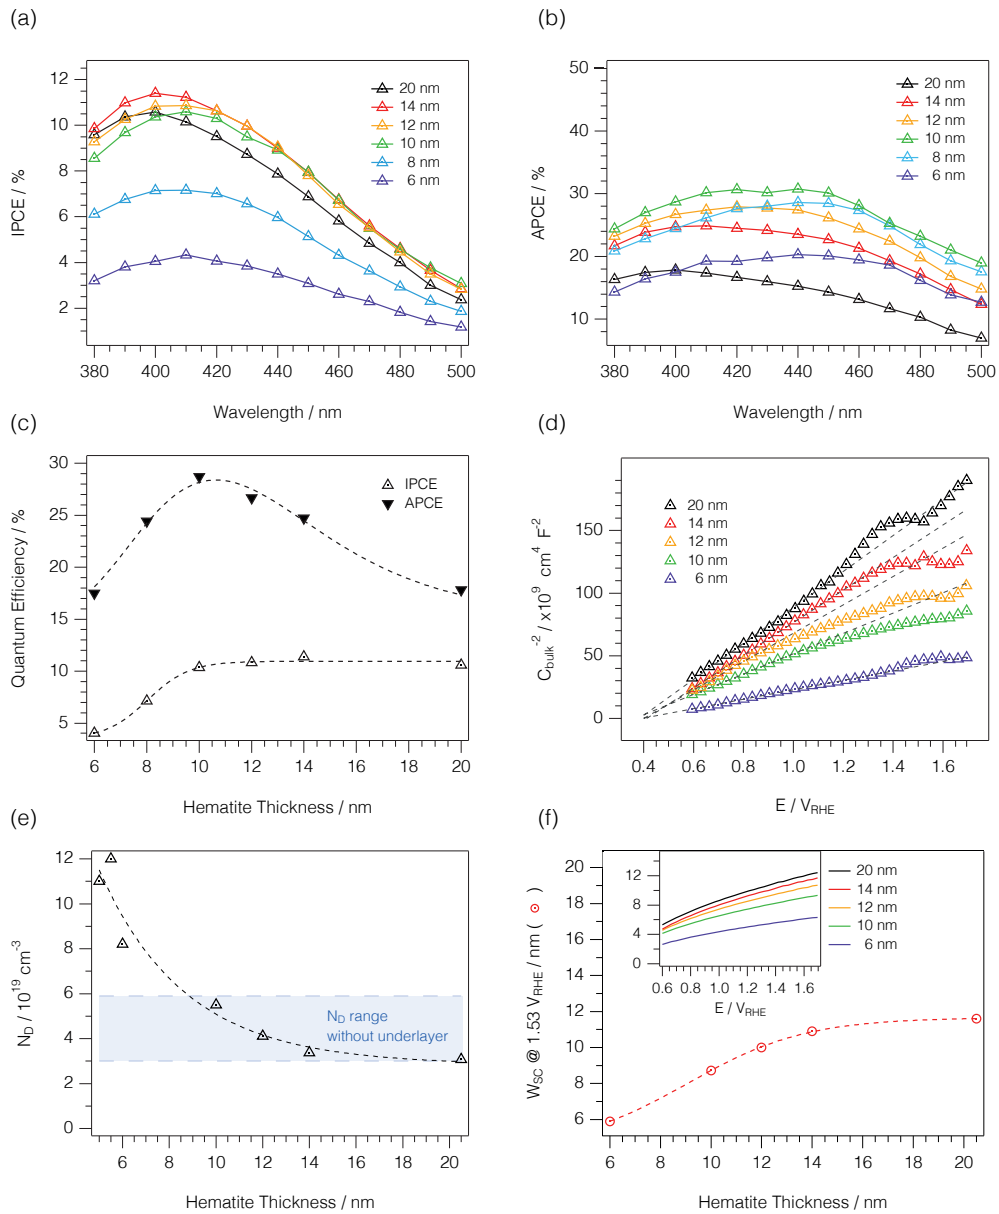 (a)
IPCE / %
12
10
8
6
4
2
20 nm
14 nm
12 nm
10 nm
8 nm
6 nm
380 400 420 440 460 480 500
Wavelength / nm
(b)
APCE / %
50
40
30
20
10
20 nm
14 nm
12 nm
10 nm
8 nm
6 nm
380 400 420 440 460 480 500
Wavelength / nm
(c)
Quantum Efficiency / %
30
25
20
15
10
5
IPCE
APCE
6 8 10 12 14 16 18 20
Hematite Thickness / nm
(d)
C_bulk^-2 / x10^9 cm^4 F^-2
150
100
50
0
20 nm
14 nm
12 nm
10 nm
6 nm
0.4 0.6 0.8 1.0 1.2 1.4 1.6
E / V_RHE
(e)
N_D / 10^19 cm^-3
12
10
8
6
4
2
0
N_D range
without underlayer
6 8 10 12 14 16 18 20
Hematite Thickness / nm
(f)
W_SC @ 1.53 V_RHE / nm ( ⊙ )
20
18
16
14
12
10
8
6
12
8
4
0
0.6 0.8 1.0 1.2 1.4 1.6
E / V_RHE
20 nm
14 nm
12 nm
10 nm
6 nm
6 8 10 12 14 16 18 20
Hematite Thickness / nm